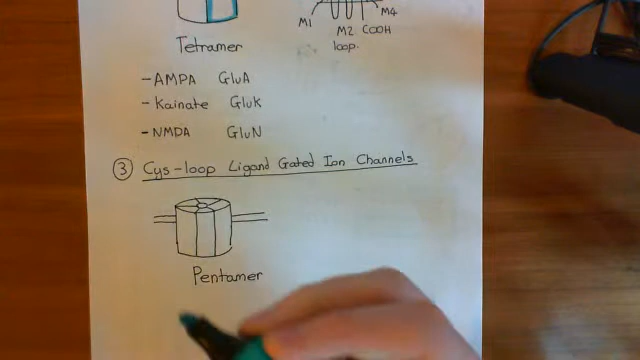 M1 M4
M2 COOH
Tetramer loop.
- AMPA GluA
- Kainate GluK
- NMDA GluN
③ Cys-loop Ligand Gated Ion Channels
Pentamer